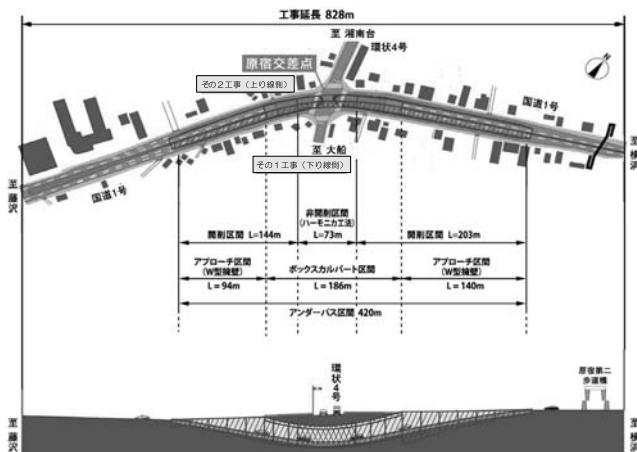 工事延長 828m
至 湘南台
環状4号
原宿交差点
その2工事（上り線側）
国道1号
至 横浜
その1工事（下り線側）
至 大船
至 藤沢
国道1号
非開削区間
(ハーモニカ工法)
開削区間 L=144m
L=73m
開削区間 L=203m
アプローチ区間
(W型擁壁)
L = 94m
ボックスカルバート区間
L = 186m
アプローチ区間
(W型擁壁)
L = 140m
アンダーパス区間 420m
環状4号
原宿第二
歩道橋
至 藤沢
至 横浜